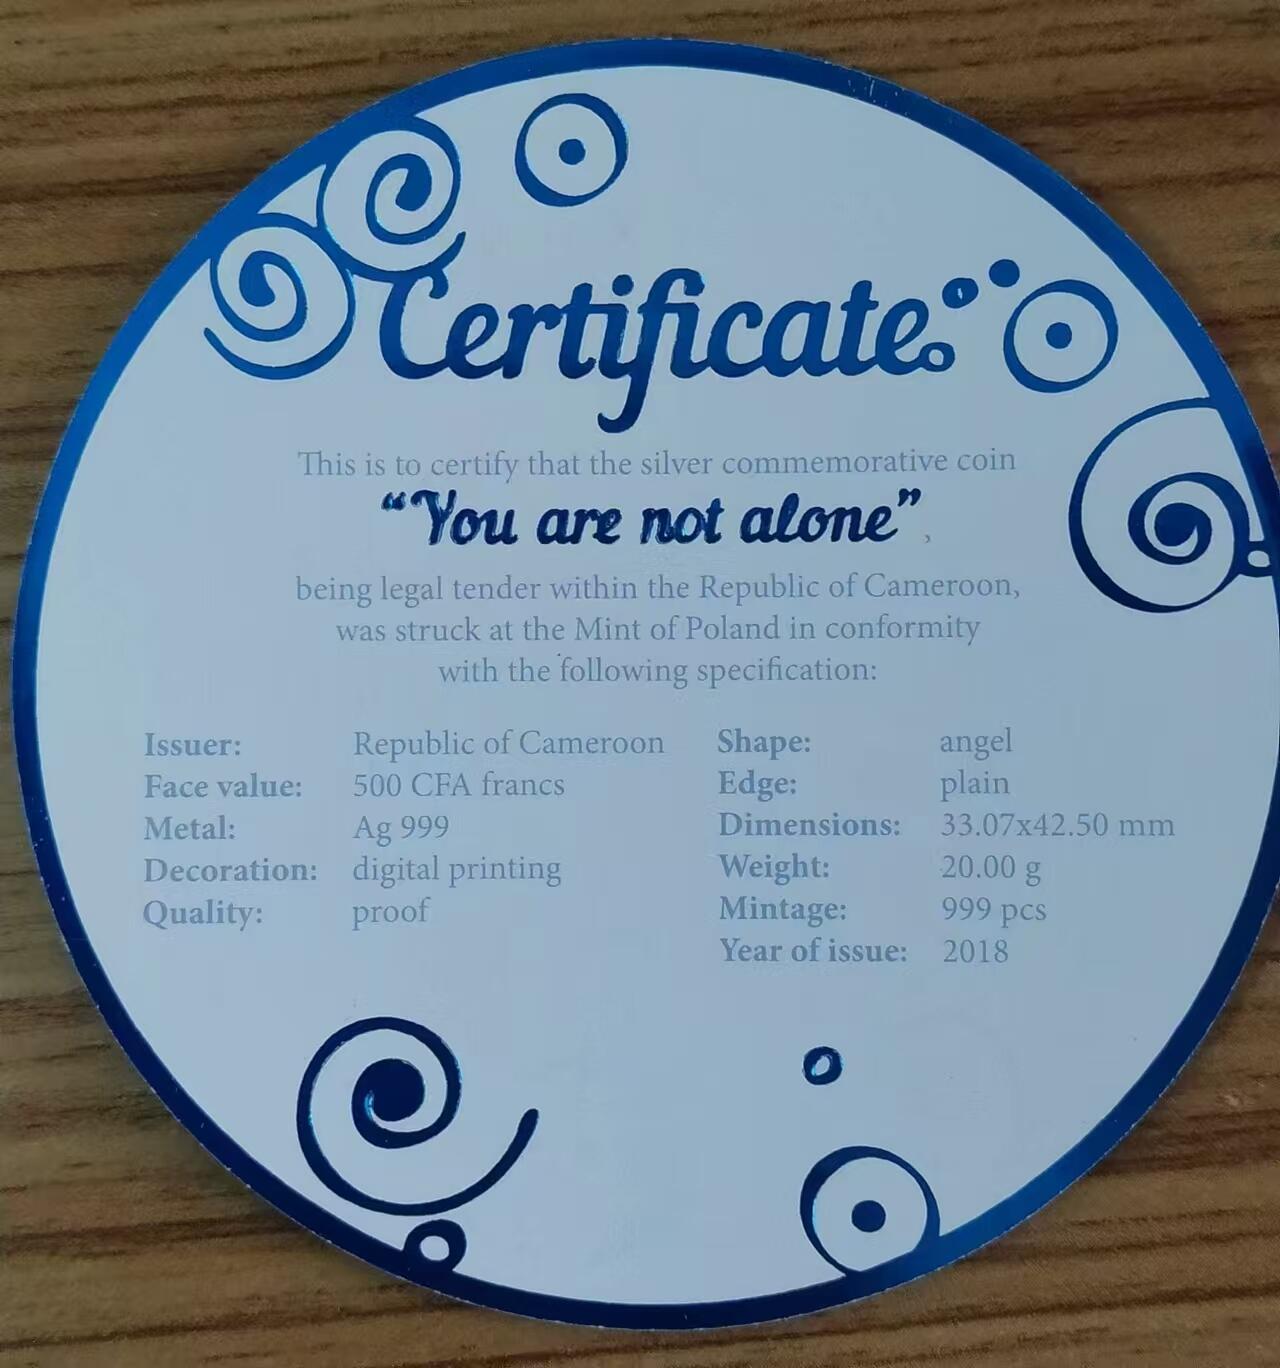 Certificate
This is to certify that the silver commemorative coin
“You are not alone”,
being legal tender within the Republic of Cameroon,
was struck at the Mint of Poland in conformity
with the following specification:
Issuer: Republic of Cameroon
Face value: 500 CFA francs
Metal: Ag 999
Decoration: digital printing
Quality: proof
Shape: angel
Edge: plain
Dimensions: 33.07x42.50 mm
Weight: 20.00 g
Mintage: 999 pcs
Year of issue: 2018